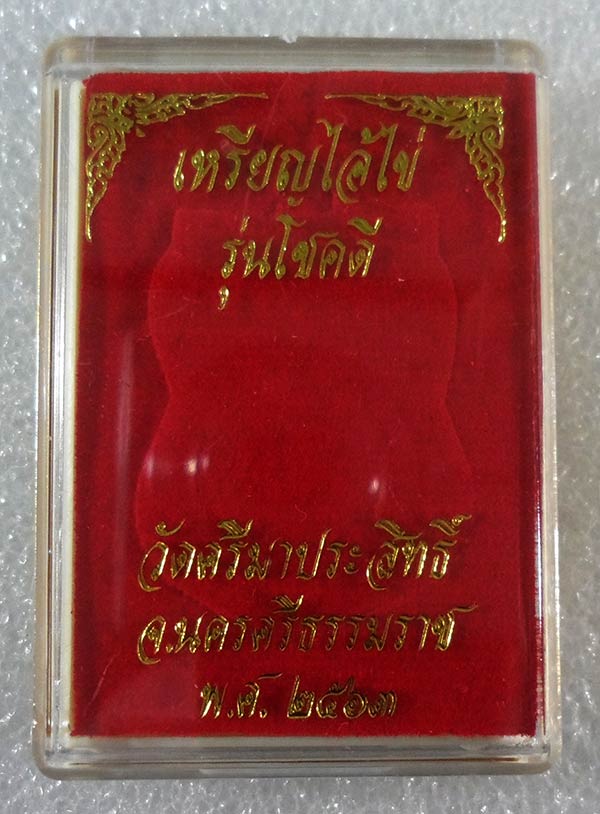 เหรียญไอ้ไข่
รุ่นโชคดี
วัดศรีมาประสิทธิ์
จ.นครศรีธรรมราช
พ.ศ. ๒๕๖๓